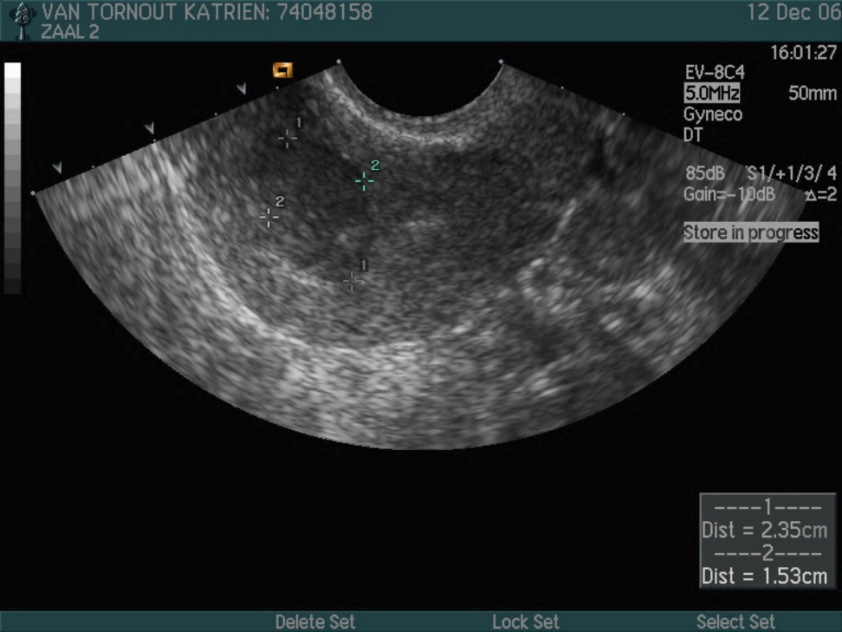 VAN TORNOUT KATRIEN: 74048158 12 Dec 06
ZAAL 2
16:01:27
EV-8C4
5.0MHz 50mm
Gyneco
DT
85dB S1/+1/3/ 4
Gain=-10dB Δ=2
Store in progress
1
2
2
1
----1----
Dist = 2.35cm
----2----
Dist = 1.53cm
Delete Set Lock Set Select Set